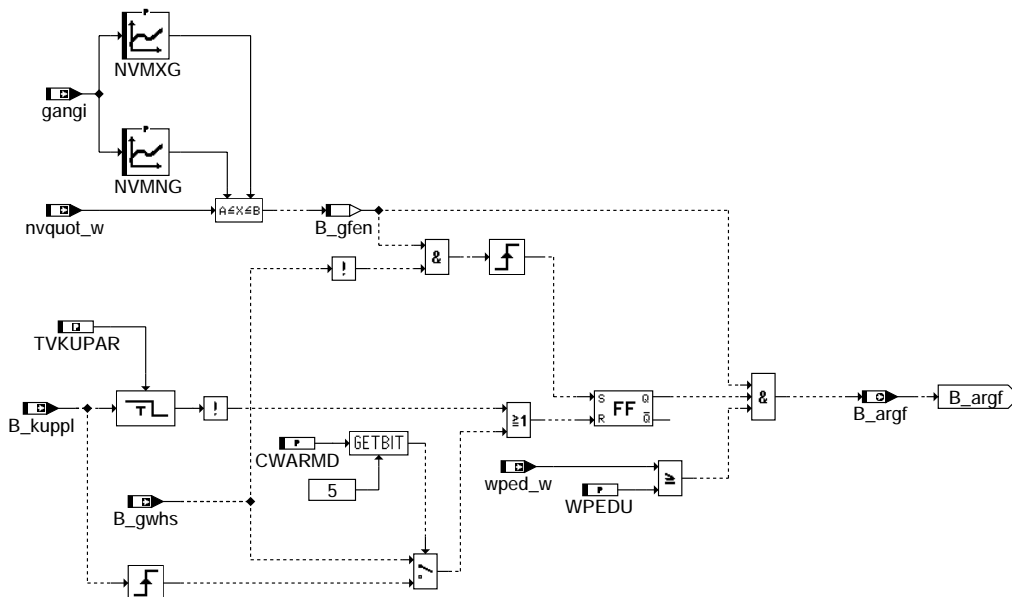 P
NVMXG
gangi
P
NVMNG
nvquot_w
A≤X≤B
B_gfen
&
!
TVKUPAR
B_kuppl
T
!
S Q
FF
R Q̅
&
B_argf
B_argf
≥1
P
CWARMD
GETBIT
5
wped_w
P
WPEDU
≥
B_gwhs